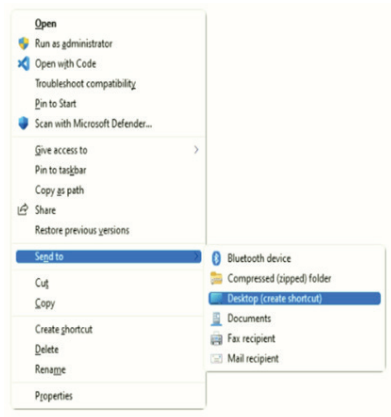 Open
Run as administrator
Open with Code
Troubleshoot compatibility
Pin to Start
Scan with Microsoft Defender...
Give access to
Pin to taskbar
Copy as path
Share
Restore previous versions
Send to
Bluetooth device
Compressed (zipped) folder
Desktop (create shortcut)
Documents
Fax recipient
Mail recipient
Cut
Copy
Create shortcut
Delete
Rename
Properties